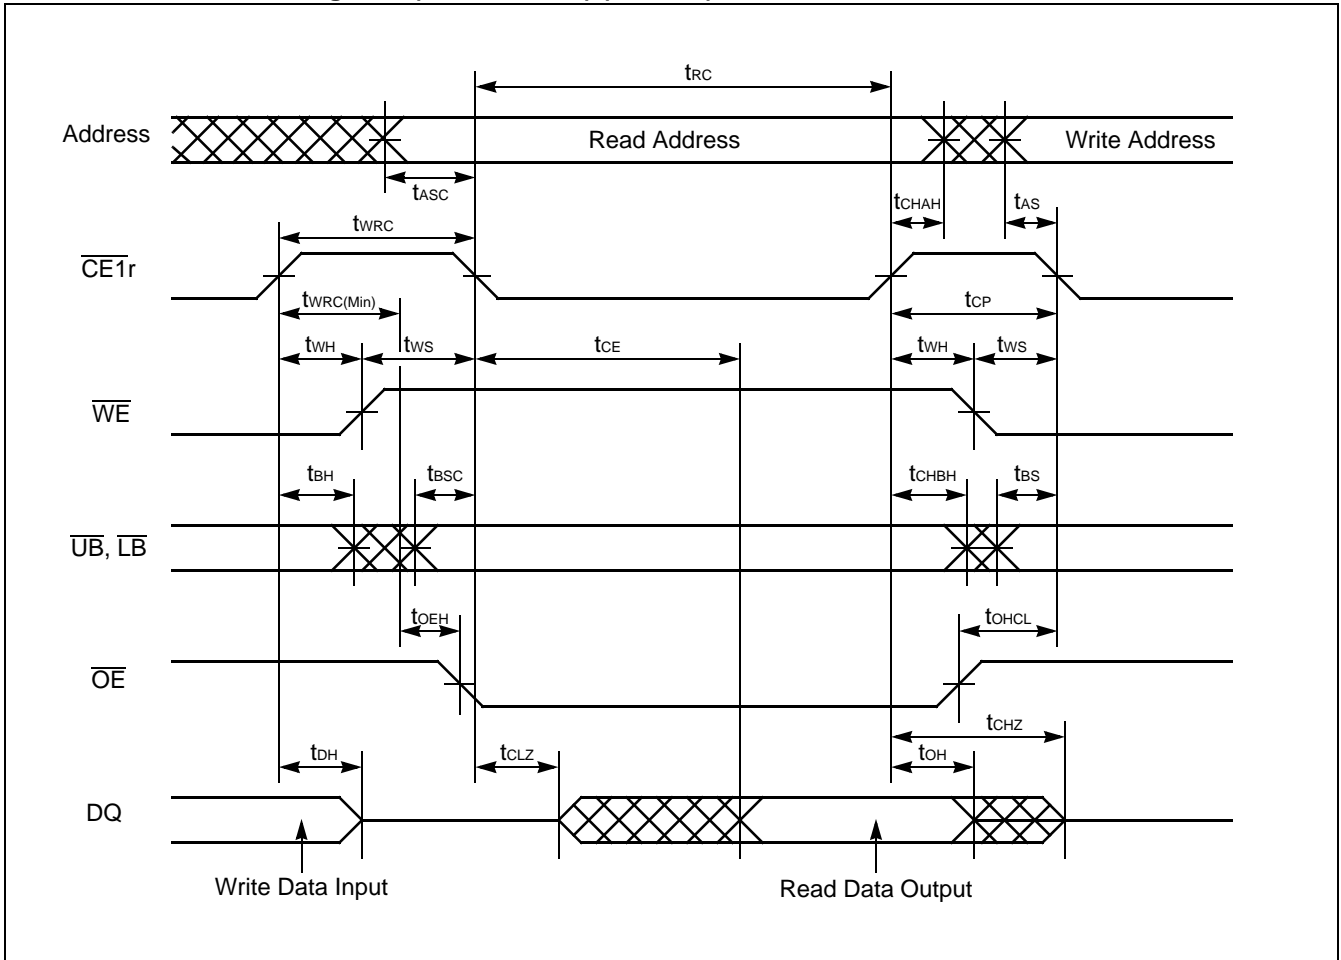 tRC
Address
Read Address
Write Address
tASC
tCHAH
tAS
tWRC
CE1r
tWRC(Min)
tCP
tWH
tWS
tCE
tWH
tWS
WE
tBH
tBSC
tCHBH
tBS
UB, LB
tOEH
tOHCL
OE
tCHZ
tDH
tCLZ
tOH
DQ
Write Data Input
Read Data Output